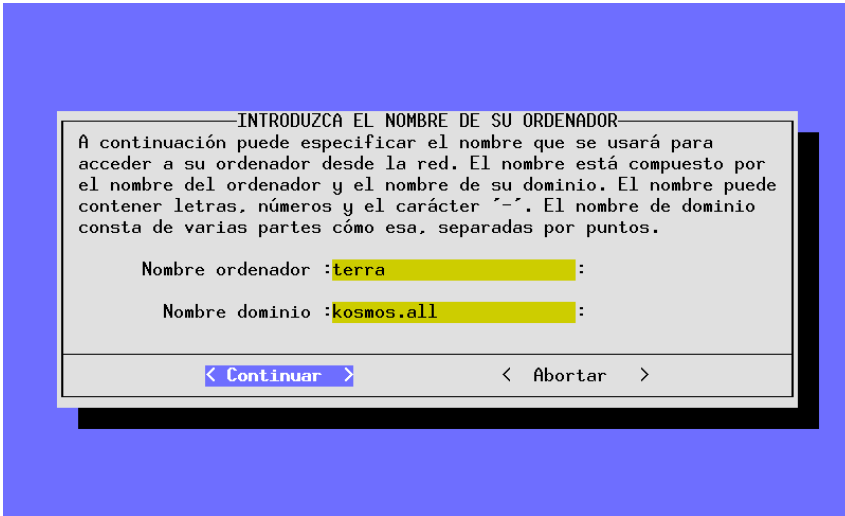 INTRODUZCA EL NOMBRE DE SU ORDENADOR
A continuación puede especificar el nombre que se usará para
acceder a su ordenador desde la red. El nombre está compuesto por
el nombre del ordenador y el nombre de su dominio. El nombre puede
contener letras, números y el carácter ´-´. El nombre de dominio
consta de varias partes cómo esa, separadas por puntos.
Nombre ordenador :terra :
Nombre dominio :kosmos.all :
< Continuar > < Abortar >